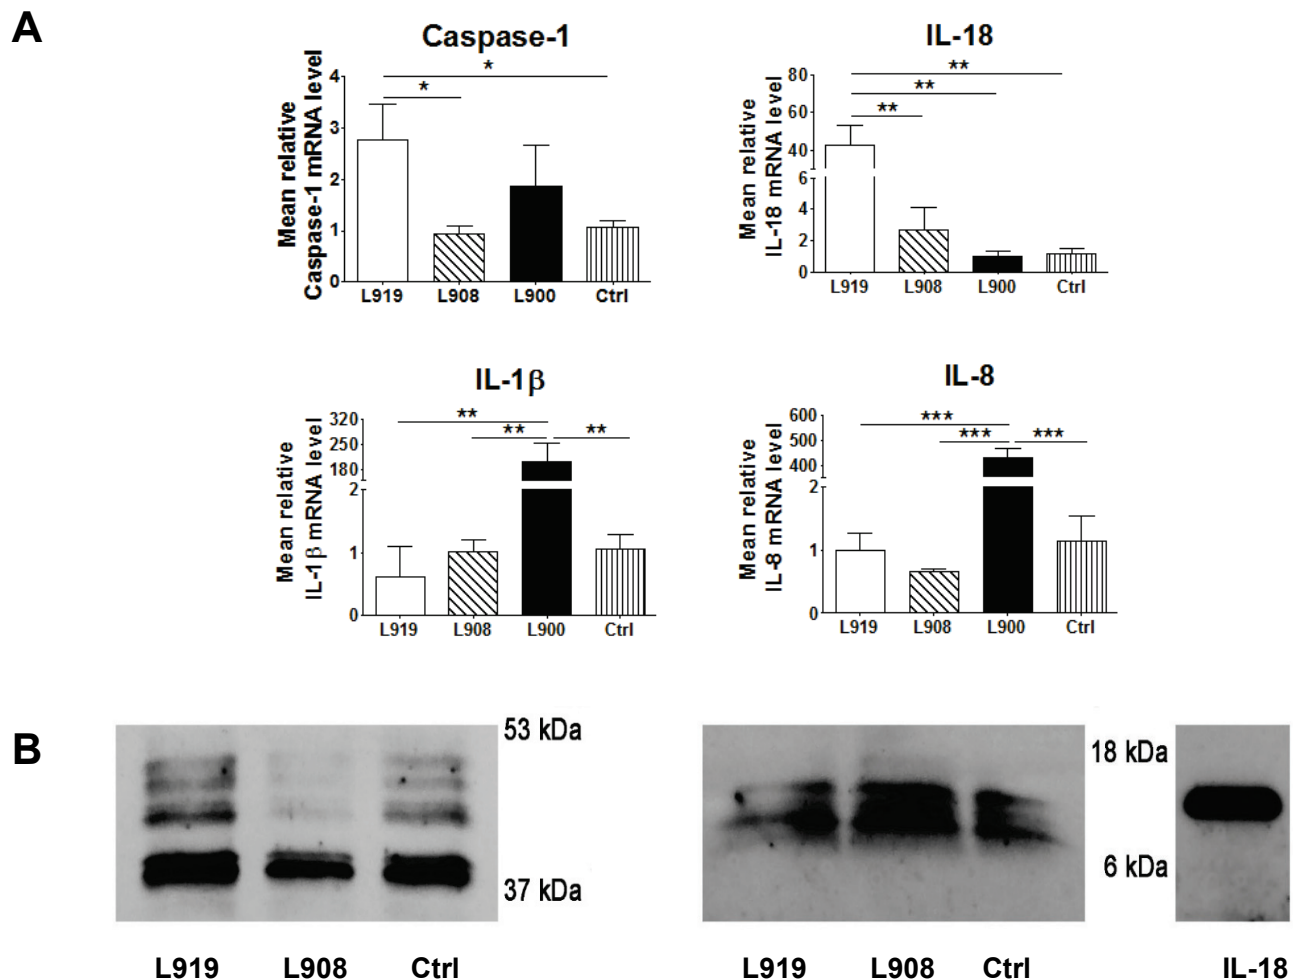 A
Caspase-1
Mean relative
Caspase-1 mRNA level
4
3
2
1
0
* 
*
L919 L908 L900 Ctrl
IL-18
Mean relative
IL-18 mRNA level
80
60
40
6
4
2
0
**
**
**
L919 L908 L900 Ctrl
IL-1β
Mean relative
IL-1β mRNA level
320
250
180
2
1
0
**
** **
L919 L908 L900 Ctrl
IL-8
Mean relative
IL-8 mRNA level
600
500
400
2
1
0
***
*** ***
L919 L908 L900 Ctrl
B
53 kDa
37 kDa
L919 L908 Ctrl
18 kDa
6 kDa
L919 L908 Ctrl IL-18